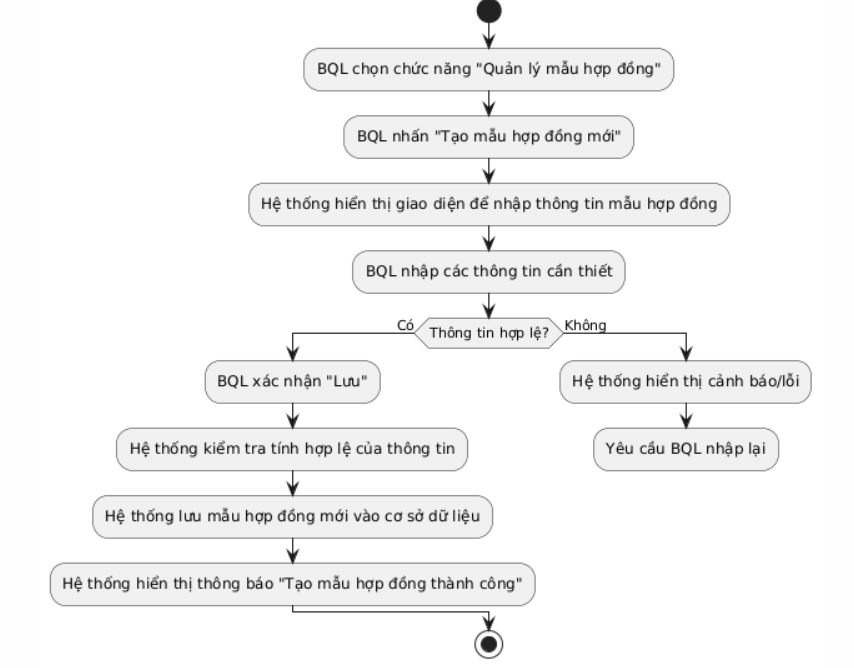 BQL chọn chức năng "Quản lý mẫu hợp đồng"
BQL nhấn "Tạo mẫu hợp đồng mới"
Hệ thống hiển thị giao diện để nhập thông tin mẫu hợp đồng
BQL nhập các thông tin cần thiết
Có
Thông tin hợp lệ?
Không
BQL xác nhận "Lưu"
Hệ thống kiểm tra tính hợp lệ của thông tin
Hệ thống lưu mẫu hợp đồng mới vào cơ sở dữ liệu
Hệ thống hiển thị thông báo "Tạo mẫu hợp đồng thành công"
Hệ thống hiển thị cảnh báo/lỗi
Yêu cầu BQL nhập lại